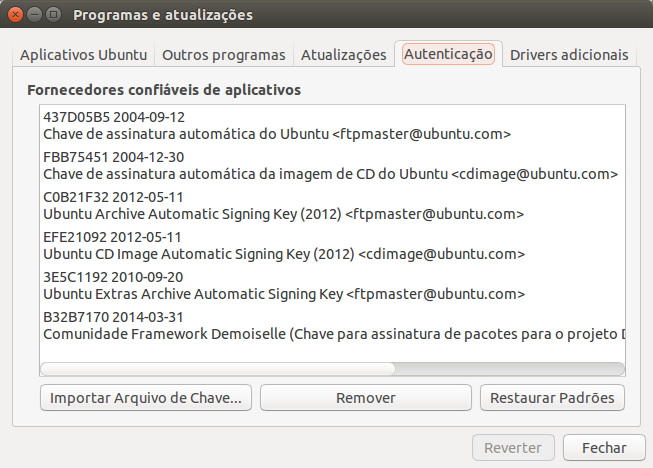 Programas e atualizações
Aplicativos Ubuntu Outros programas Atualizações Autenticação Drivers adicionais
Fornecedores confiáveis de aplicativos
437D05B5 2004-09-12
Chave de assinatura automática do Ubuntu <ftpmaster@ubuntu.com>
FBB75451 2004-12-30
Chave de assinatura automática da imagem de CD do Ubuntu <cdimage@ubuntu.com>
C0B21F32 2012-05-11
Ubuntu Archive Automatic Signing Key (2012) <ftpmaster@ubuntu.com>
EFE21092 2012-05-11
Ubuntu CD Image Automatic Signing Key (2012) <cdimage@ubuntu.com>
3E5C1192 2010-09-20
Ubuntu Extras Archive Automatic Signing Key <ftpmaster@ubuntu.com>
B32B7170 2014-03-31
Comunidade Framework Demoiselle (Chave para assinatura de pacotes para o projeto
Importar Arquivo de Chave... Remover Restaurar Padrões
Reverter Fechar